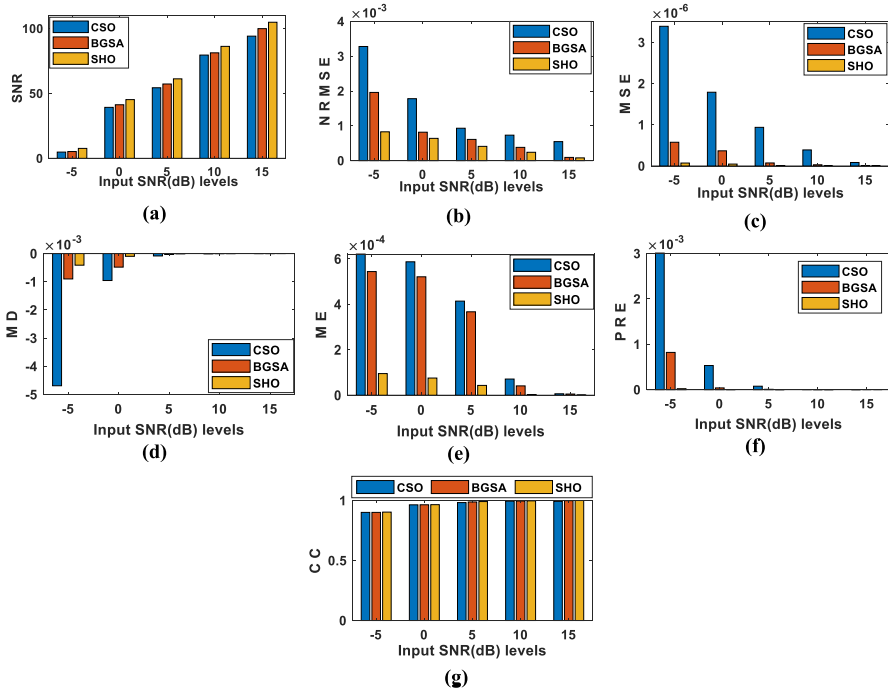 100
50
0
SNR
CSO
BGSA
SHO
-5 0 5 10 15
Input SNR(dB) levels
(a)
×10-3
4
3
2
1
0
N R M S E
CSO
BGSA
SHO
-5 0 5 10 15
Input SNR(dB) levels
(b)
×10-6
3
2
1
0
M S E
CSO
BGSA
SHO
-5 0 5 10 15
Input SNR(dB) levels
(c)
×10-3
0
-1
-2
-3
-4
-5
M D
CSO
BGSA
SHO
-5 0 5 10 15
Input SNR(dB) levels
(d)
×10-4
6
4
2
0
M E
CSO
BGSA
SHO
-5 0 5 10 15
Input SNR(dB) levels
(e)
×10-3
3
2
1
0
P R E
CSO
BGSA
SHO
-5 0 5 10 15
Input SNR(dB) levels
(f)
CSO BGSA SHO
1
0.5
0
C C
-5 0 5 10 15
Input SNR(dB) levels
(g)